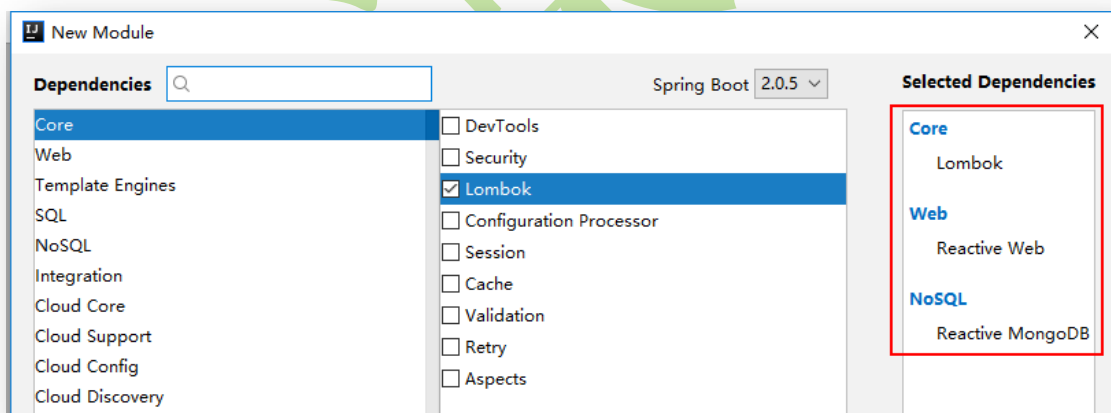 New Module
Dependencies
Spring Boot 2.0.5
Selected Dependencies
Core
Web
Template Engines
SQL
NoSQL
Integration
Cloud Core
Cloud Support
Cloud Config
Cloud Discovery
DevTools
Security
Lombok
Configuration Processor
Session
Cache
Validation
Retry
Aspects
Core
Lombok
Web
Reactive Web
NoSQL
Reactive MongoDB